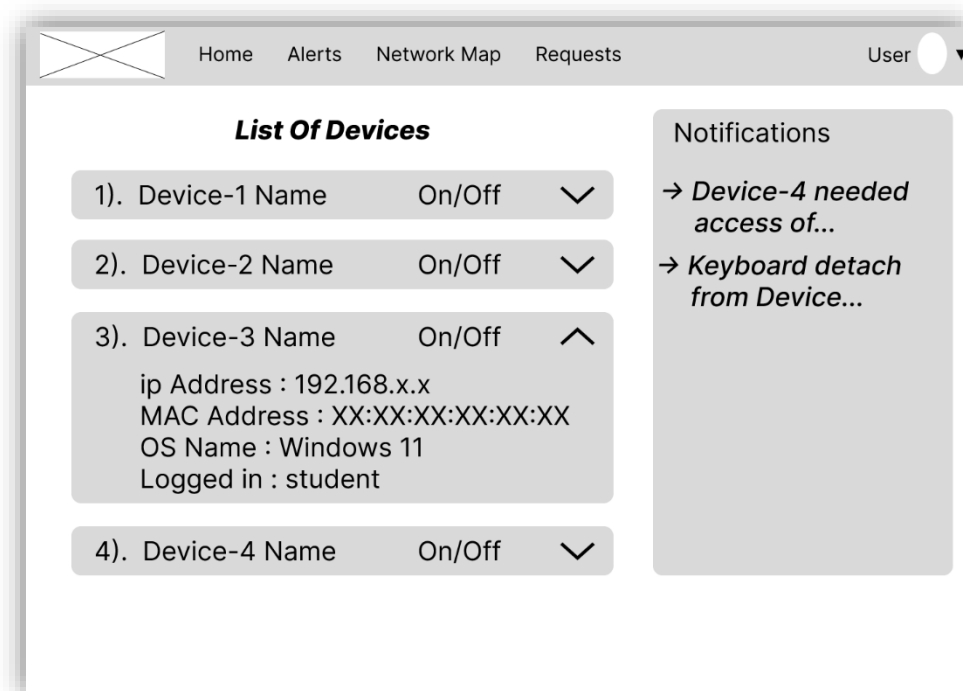 Home Alerts Network Map Requests User
List Of Devices
1). Device-1 Name On/Off
2). Device-2 Name On/Off
3). Device-3 Name On/Off
ip Address : 192.168.x.x
MAC Address : XX:XX:XX:XX:XX:XX
OS Name : Windows 11
Logged in : student
4). Device-4 Name On/Off
Notifications
→ Device-4 needed
access of...
→ Keyboard detach
from Device...